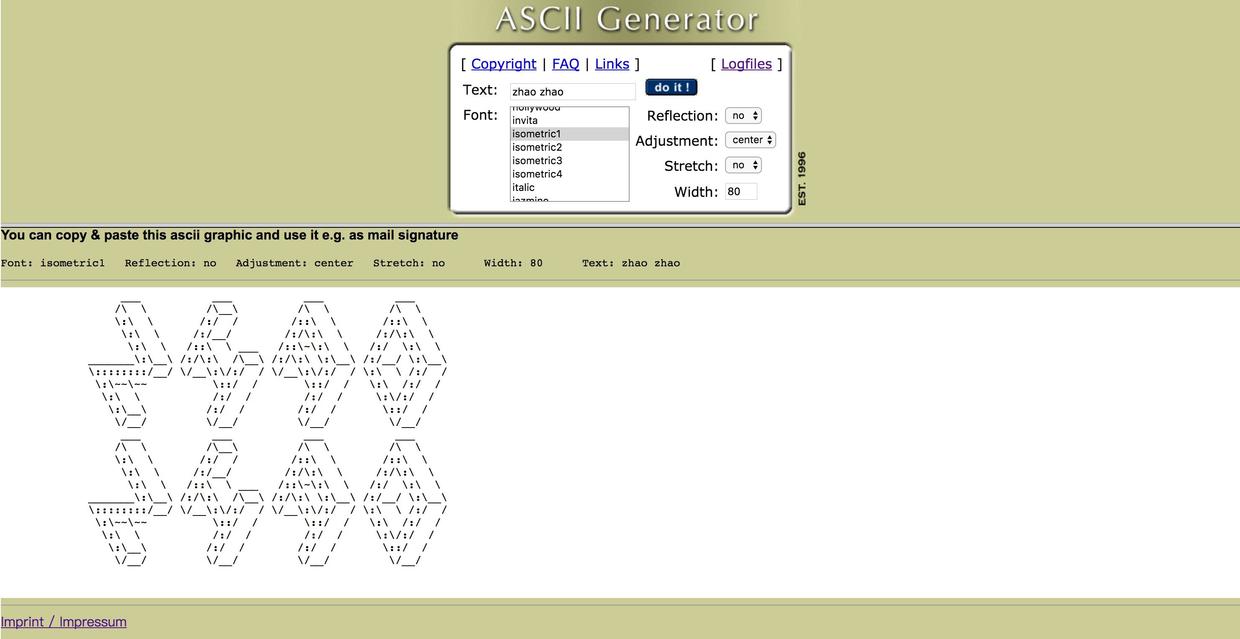 ASCII Generator
[ Copyright | FAQ | Links ] [ Logfiles ]
Text: zhao zhao do it !
Font:
hollywood
invita
isometric1
isometric2
isometric3
isometric4
italic
jazmine
Reflection: no
Adjustment: center
Stretch: no
Width: 80
EST. 1996
You can copy & paste this ascii graphic and use it e.g. as mail signature
Font: isometric1 Reflection: no Adjustment: center Stretch: no Width: 80 Text: zhao zhao
     ___           ___           ___           ___
    /\  \         /\__\         /\  \         /\  \
    \:\  \       /:/  /        /::\  \       /::\  \
     \:\  \     /:/__/        /:/\:\  \     /:/\:\  \
      \:\  \   /::\  \ ___   /::\~\:\  \   /:/  \:\  \
_______\:\__\ /:/\:\  /\__\ /:/\:\ \:\__\ /:/__/ \:\__\
\::::::::/__/ \/__\:\/:/  / \/__\:\/:/  / \:\  \ /:/  /
 \:\~~\~~          \::/  /       \::/  /   \:\  /:/  /
  \:\  \           /:/  /        /:/  /     \:\/:/  /
   \:\__\         /:/  /        /:/  /       \::/  /
    \/__/         \/__/         \/__/         \/__/
     ___           ___           ___           ___
    /\  \         /\__\         /\  \         /\  \
    \:\  \       /:/  /        /::\  \       /::\  \
     \:\  \     /:/__/        /:/\:\  \     /:/\:\  \
      \:\  \   /::\  \ ___   /::\~\:\  \   /:/  \:\  \
_______\:\__\ /:/\:\  /\__\ /:/\:\ \:\__\ /:/__/ \:\__\
\::::::::/__/ \/__\:\/:/  / \/__\:\/:/  / \:\  \ /:/  /
 \:\~~\~~          \::/  /       \::/  /   \:\  /:/  /
  \:\  \           /:/  /        /:/  /     \:\/:/  /
   \:\__\         /:/  /        /:/  /       \::/  /
    \/__/         \/__/         \/__/         \/__/
Imprint / Impressum